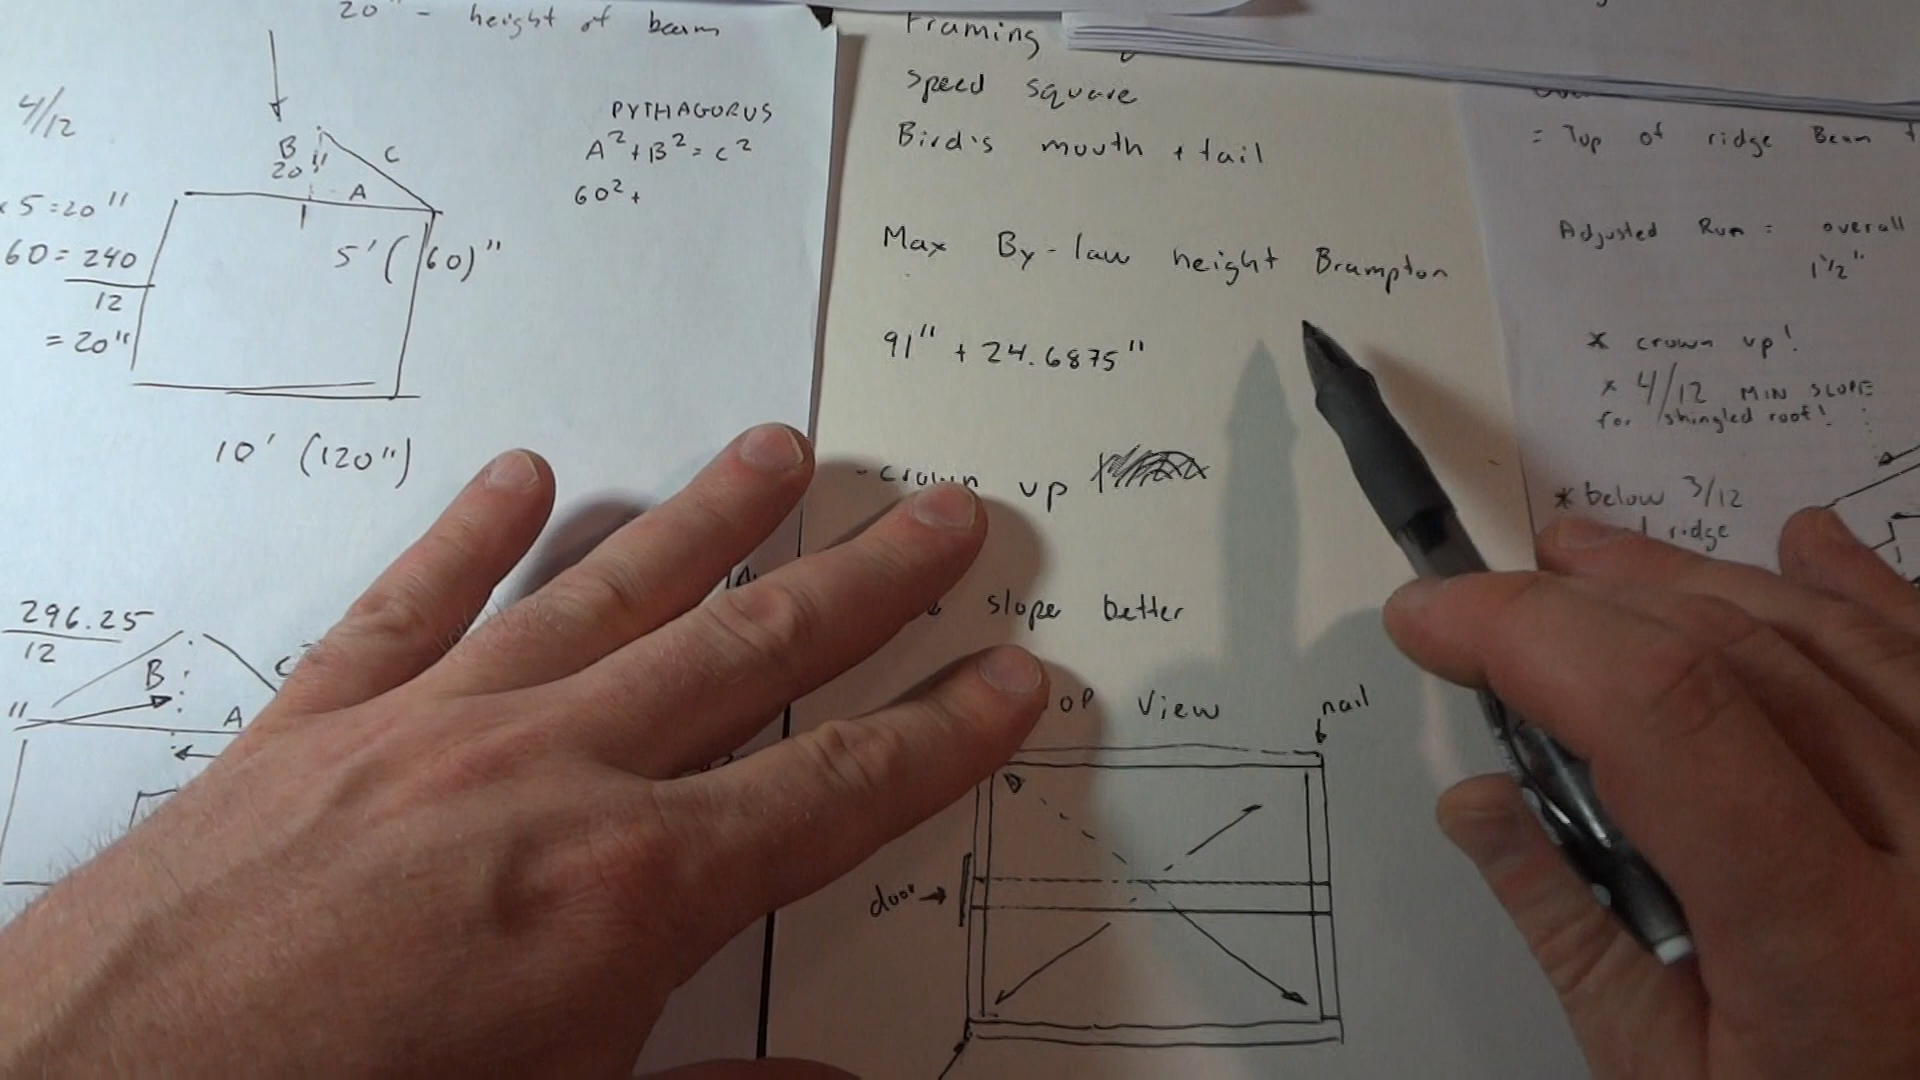 20" - height of beam
4/12
B
20"
C
A
x 5 = 20"
60 = 240
12
= 20"
5' (60)"
10' (120")
PYTHAGORUS
A² + B² = C²
60² +
296.25
12
B
C
A
"
Framing
speed square
Bird's mouth + tail
Max By-law height Brampton
91" + 24.6875"
- crown up
slope better
View
nail
door
= Top of ridge Beam
Adjusted Run = overall
1 1/2"
* crown up!
* 4/12 MIN SLOPE
for shingled roof!
* below 3/12
ridge